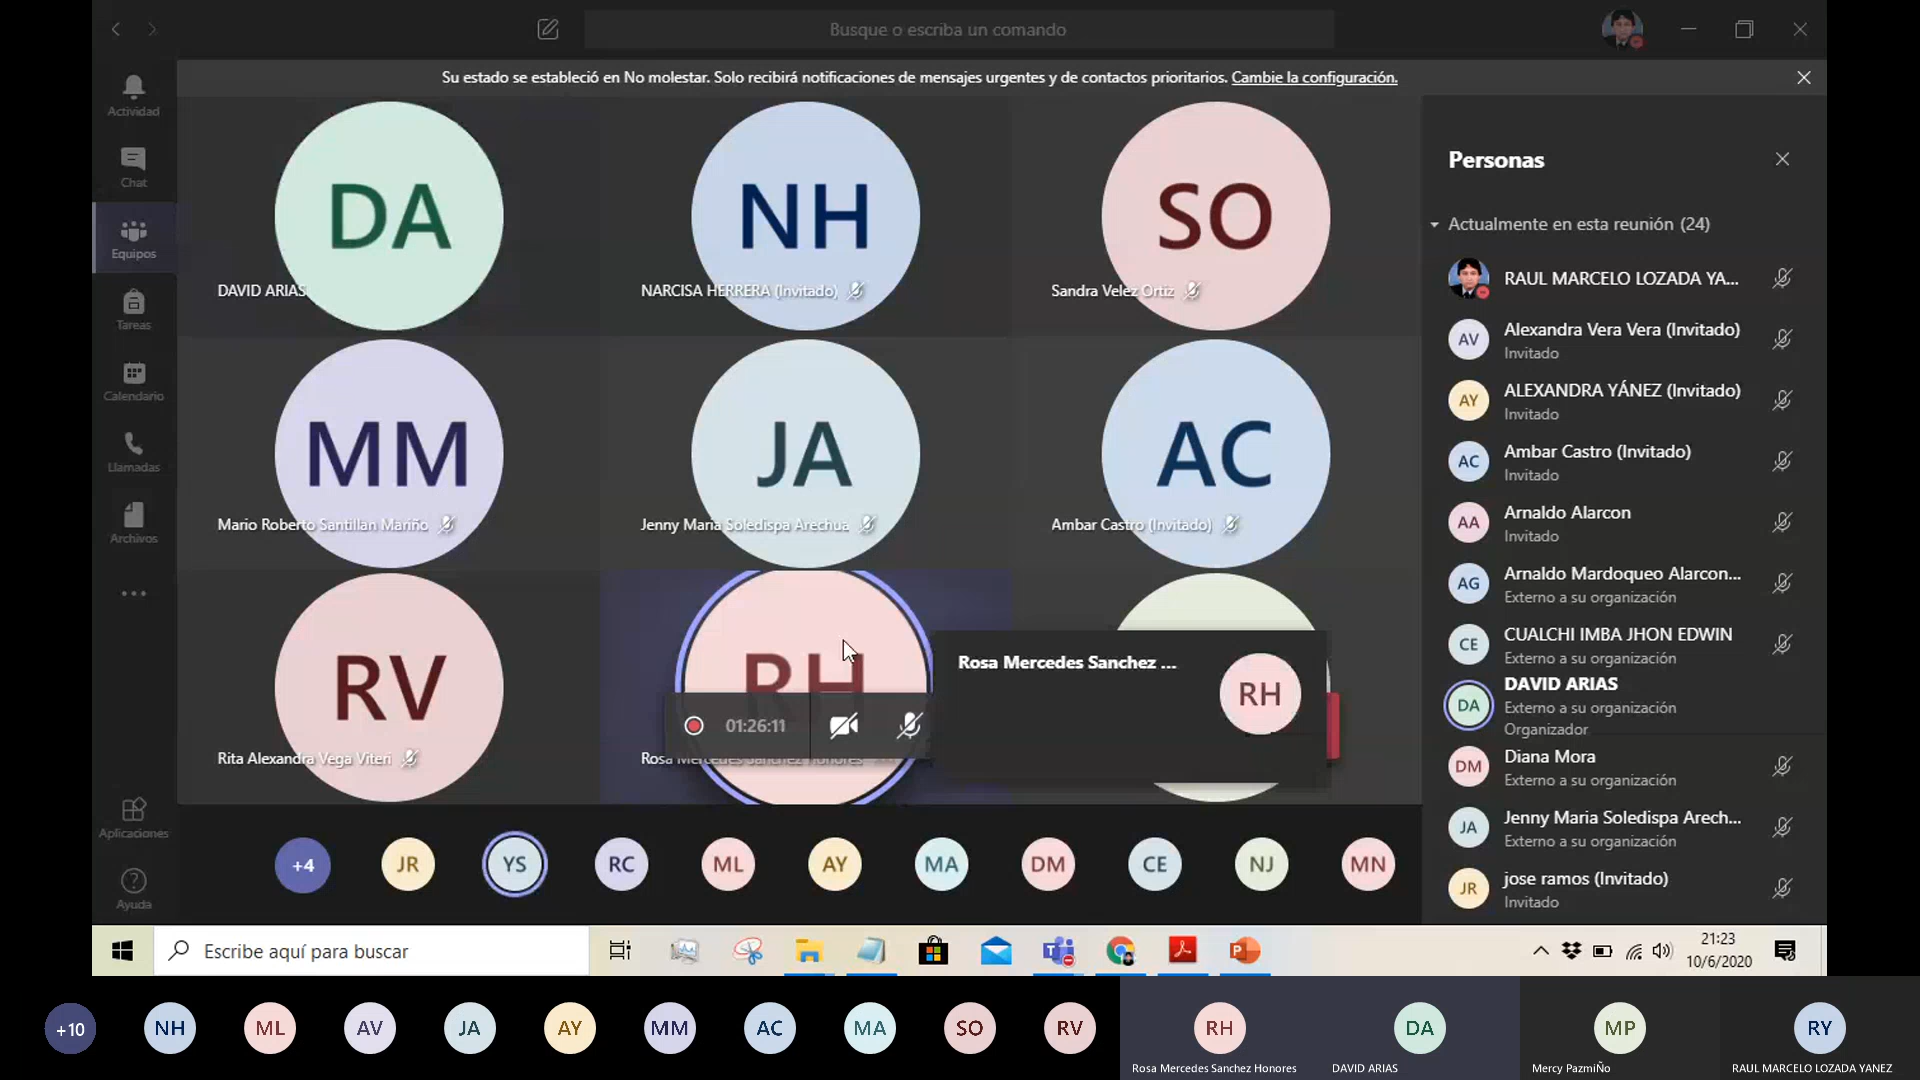 Busque o escriba un comando
Su estado se estableció en No molestar. Solo recibirá notificaciones de mensajes urgentes y de contactos prioritarios. Cambie la configuración.
Actividad
Chat
Equipos
Tareas
Calendario
Llamadas
Archivos
Aplicaciones
Ayuda
DA
DAVID ARIAS
NH
NARCISA HERRERA (Invitado)
SO
Sandra Velez Ortiz
MM
Mario Roberto Santillan Mariño
JA
Jenny Maria Soledispa Arechua
AC
Ambar Castro (Invitado)
RV
Rita Alexandra Vega Viteri
RH
Rosa Mercedes Sanchez Honores
01:26:11
Rosa Mercedes Sanchez ...
RH
+4
JR
YS
RC
ML
AY
MA
DM
CE
NJ
MN
Personas
Actualmente en esta reunión (24)
RAUL MARCELO LOZADA YA...
AV
Alexandra Vera Vera (Invitado)
Invitado
AY
ALEXANDRA YÁNEZ (Invitado)
Invitado
AC
Ambar Castro (Invitado)
Invitado
AA
Arnaldo Alarcon
Invitado
AG
Arnaldo Mardoqueo Alarcon...
Externo a su organización
CE
CUALCHI IMBA JHON EDWIN
Externo a su organización
DA
DAVID ARIAS
Externo a su organización
Organizador
DM
Diana Mora
Externo a su organización
JA
Jenny Maria Soledispa Arech...
Externo a su organización
JR
jose ramos (Invitado)
Invitado
Escribe aquí para buscar
21:23
10/6/2020
+10
NH
ML
AV
JA
AY
MM
AC
MA
SO
RV
RH
Rosa Mercedes Sanchez Honores
DA
DAVID ARIAS
MP
Mercy PazmiÑo
RY
RAUL MARCELO LOZADA YANEZ